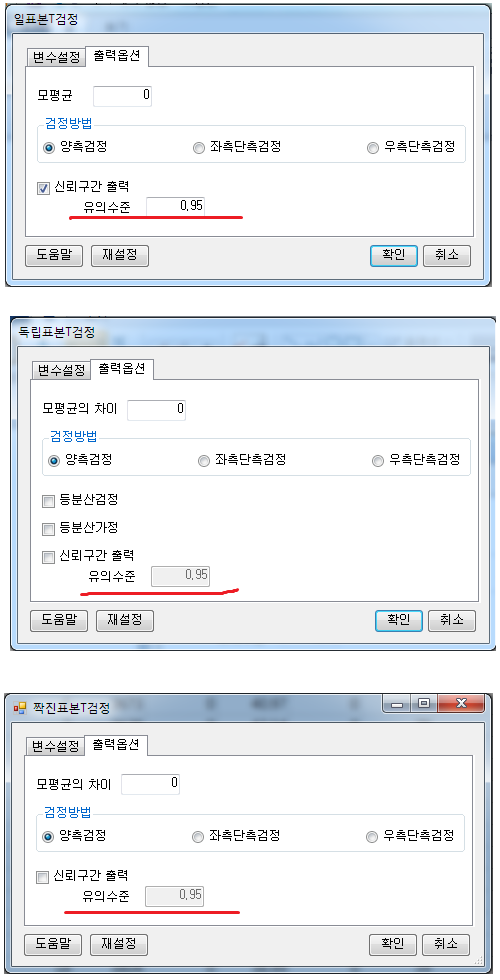 일표본T검정
변수설정 출력옵션
모평균 0
검정방법
양측검정 좌측단측검정 우측단측검정
신뢰구간 출력
유의수준 0.95
도움말 재설정 확인 취소
독립표본T검정
변수설정 출력옵션
모평균의 차이 0
검정방법
양측검정 좌측단측검정 우측단측검정
등분산검정
등분산가정
신뢰구간 출력
유의수준 0.95
도움말 재설정 확인 취소
짝진표본T검정
변수설정 출력옵션
모평균의 차이 0
검정방법
양측검정 좌측단측검정 우측단측검정
신뢰구간 출력
유의수준 0.95
도움말 재설정 확인 취소